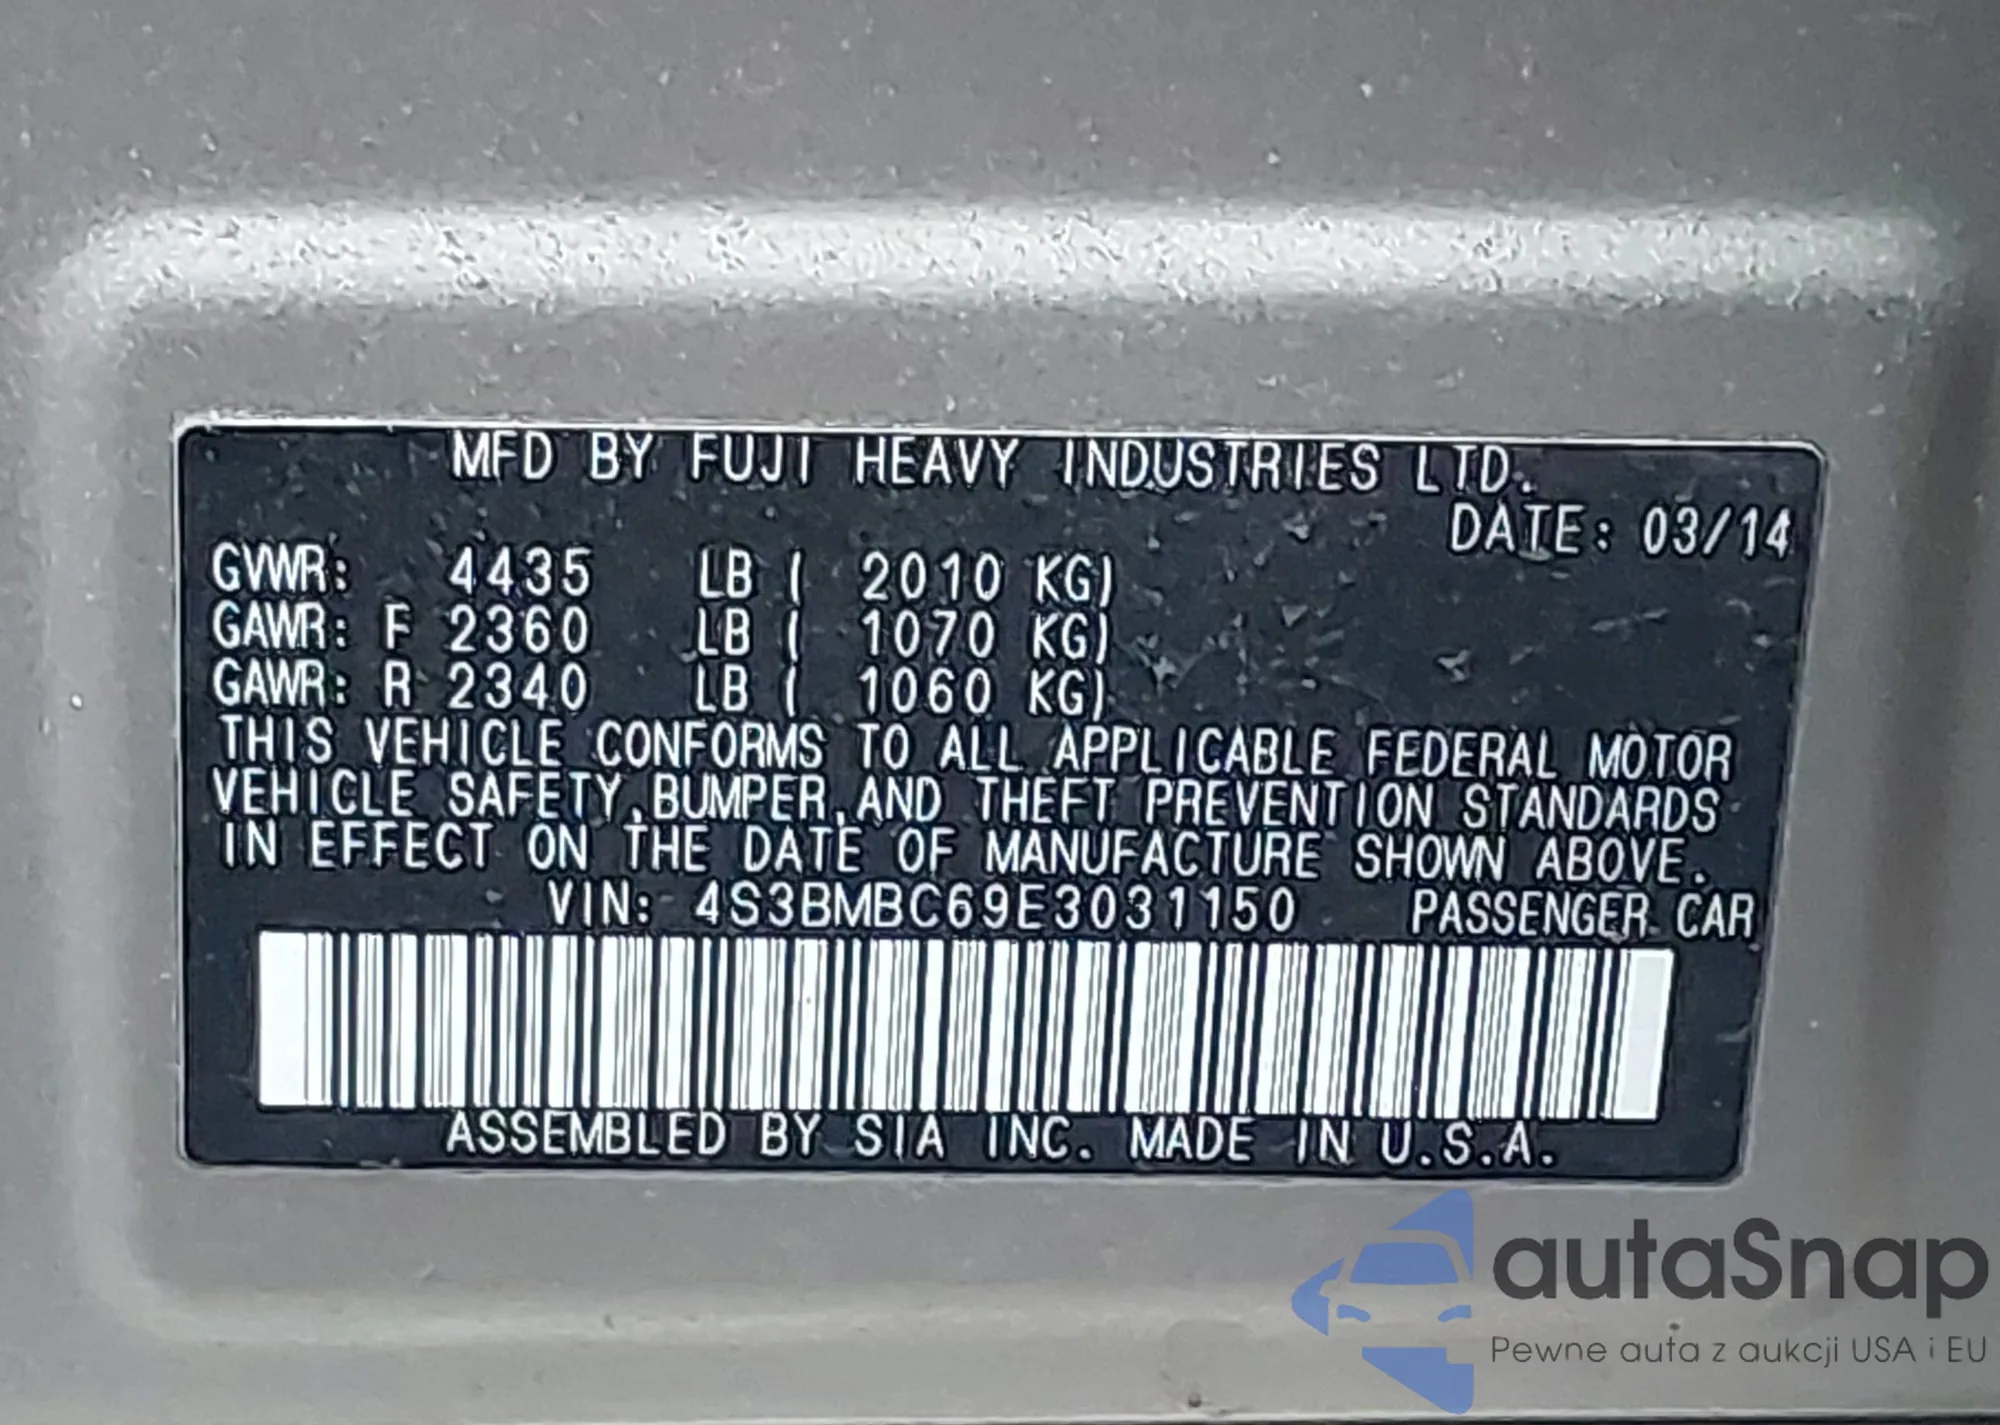 MFD BY FUJI HEAVY INDUSTRIES LTD.
DATE: 03/14
GVWR: 4435 LB ( 2010 KG)
GAWR: F 2360 LB ( 1070 KG)
GAWR: R 2340 LB ( 1060 KG)
THIS VEHICLE CONFORMS TO ALL APPLICABLE FEDERAL MOTOR
VEHICLE SAFETY,BUMPER,AND THEFT PREVENTION STANDARDS
IN EFFECT ON THE DATE OF MANUFACTURE SHOWN ABOVE.
VIN: 4S3BMBC69E3031150 PASSENGER CAR
ASSEMBLED BY SIA INC. MADE IN U.S.A.
autaSnap
Pewne auta z aukcji USA i EU